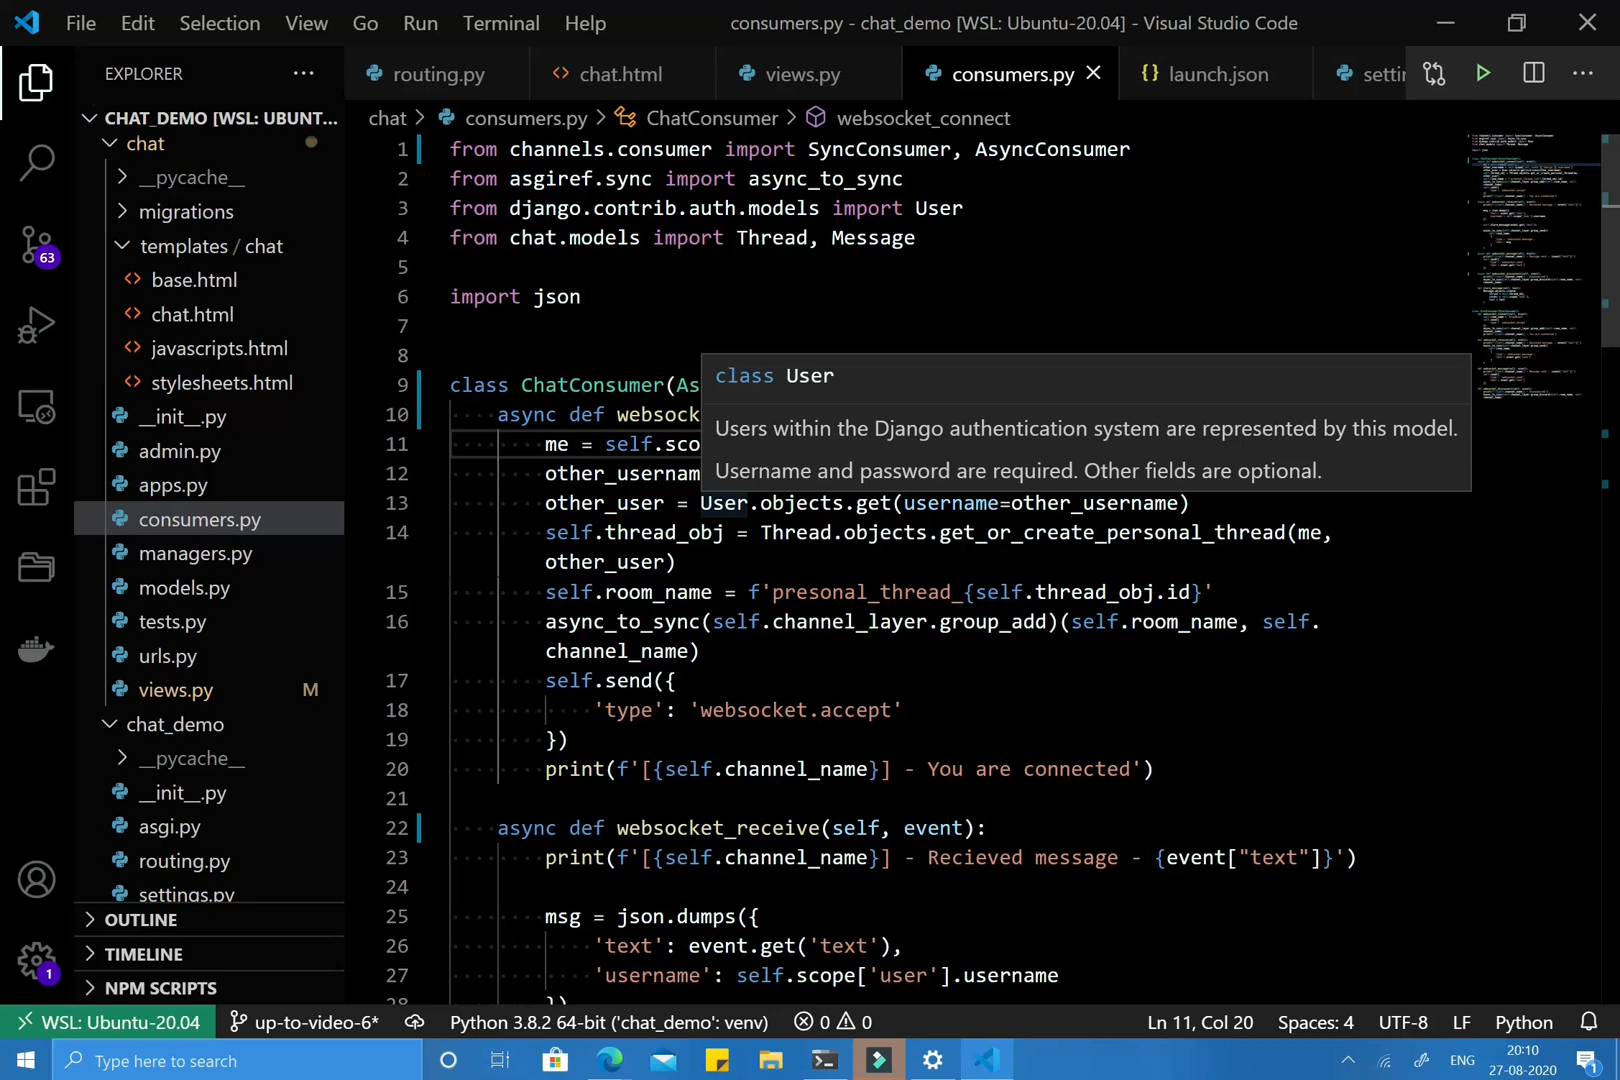 File Edit Selection View Go Run Terminal Help
consumers.py - chat_demo [WSL: Ubuntu-20.04] - Visual Studio Code
EXPLORER
routing.py
chat.html
views.py
consumers.py
launch.json
settin
CHAT_DEMO [WSL: UBUNT...
chat
__pycache__
migrations
templates / chat
base.html
chat.html
javascripts.html
stylesheets.html
__init__.py
admin.py
apps.py
consumers.py
managers.py
models.py
tests.py
urls.py
views.py M
chat_demo
__pycache__
__init__.py
asgi.py
routing.py
settings.py
OUTLINE
TIMELINE
NPM SCRIPTS
63
1
chat > consumers.py > ChatConsumer > websocket_connect
1 from channels.consumer import SyncConsumer, AsyncConsumer
2 from asgiref.sync import async_to_sync
3 from django.contrib.auth.models import User
4 from chat.models import Thread, Message
5
6 import json
7
8
9 class ChatConsumer(As
10 async def websock
11 me = self.sco
12 other_usernam
13 other_user = User.objects.get(username=other_username)
14 self.thread_obj = Thread.objects.get_or_create_personal_thread(me,
other_user)
15 self.room_name = f'presonal_thread_{self.thread_obj.id}'
16 async_to_sync(self.channel_layer.group_add)(self.room_name, self.
channel_name)
17 self.send({
18 'type': 'websocket.accept'
19 })
20 print(f'[{self.channel_name}] - You are connected')
21
22 async def websocket_receive(self, event):
23 print(f'[{self.channel_name}] - Recieved message - {event["text"]}')
24
25 msg = json.dumps({
26 'text': event.get('text'),
27 'username': self.scope['user'].username
28 })
class User
Users within the Django authentication system are represented by this model.
Username and password are required. Other fields are optional.
WSL: Ubuntu-20.04
up-to-video-6*
Python 3.8.2 64-bit ('chat_demo': venv)
0 0
Ln 11, Col 20
Spaces: 4
UTF-8
LF
Python
Type here to search
ENG
20:10
27-08-2020
1